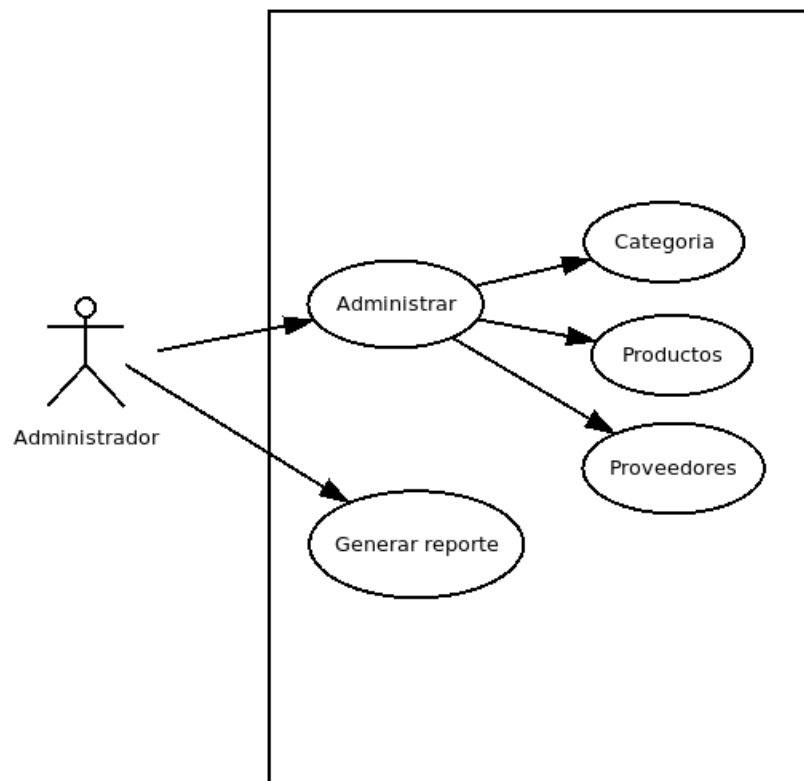 Categoria
Administrar
Productos
Administrador
Proveedores
Generar reporte